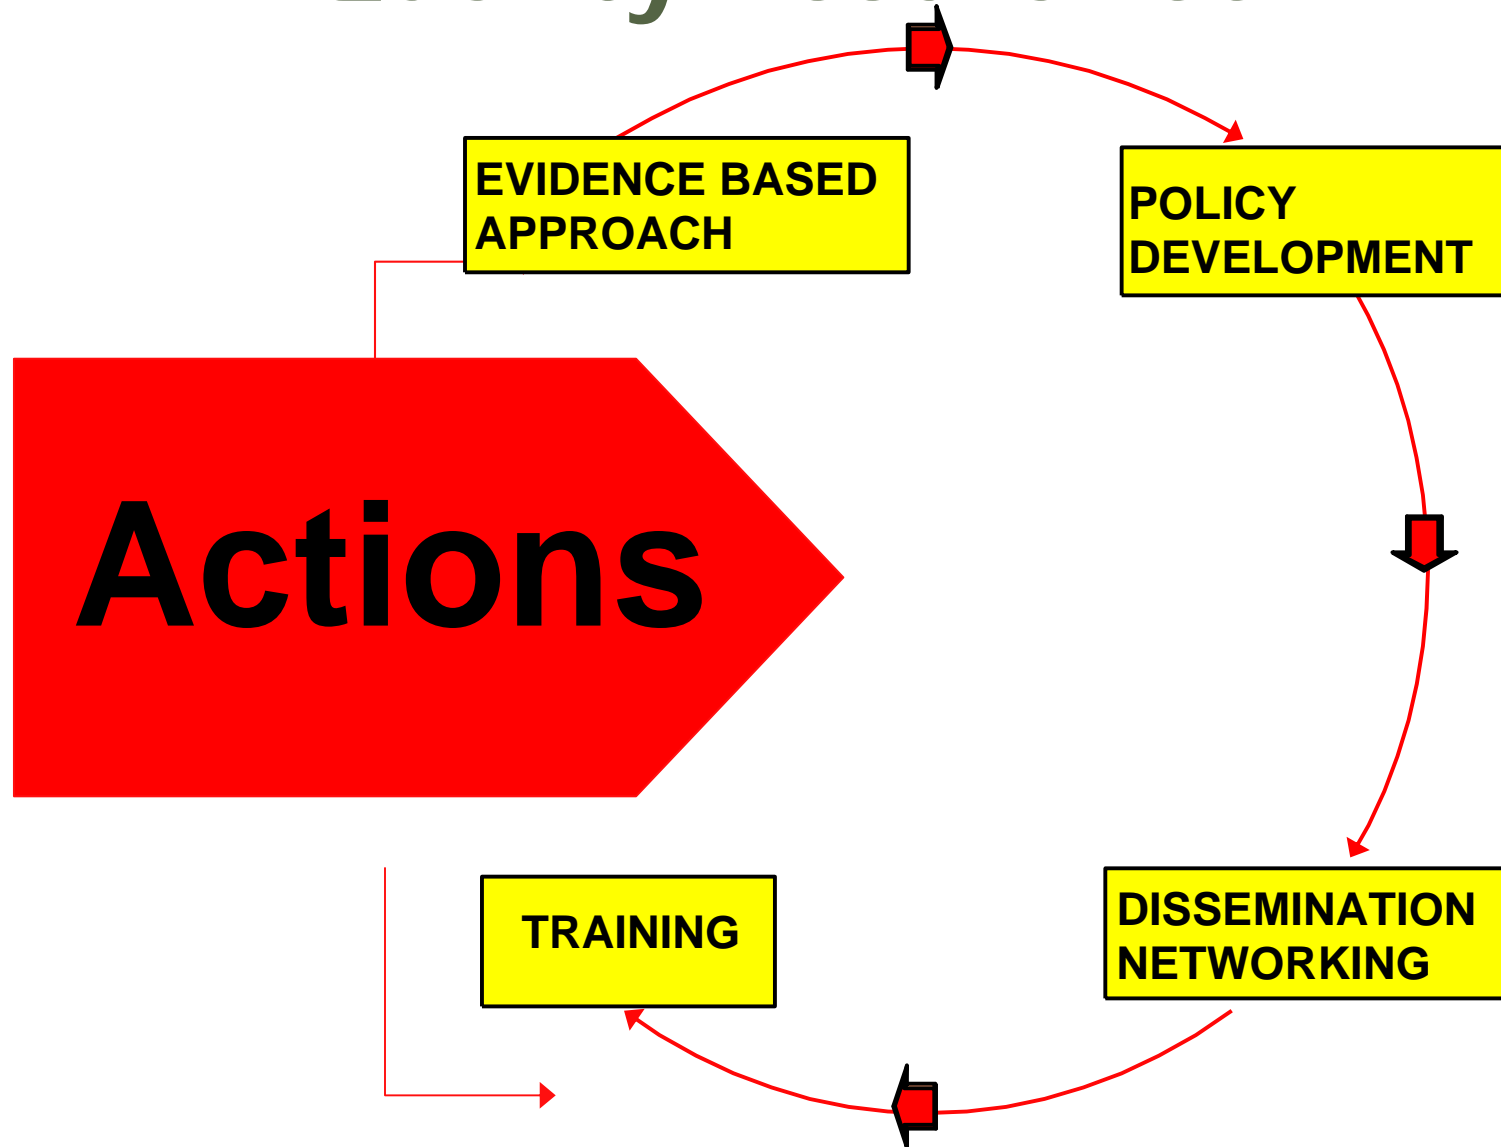 EVIDENCE BASED
APPROACH
POLICY
DEVELOPMENT
Actions
TRAINING
DISSEMINATION
NETWORKING